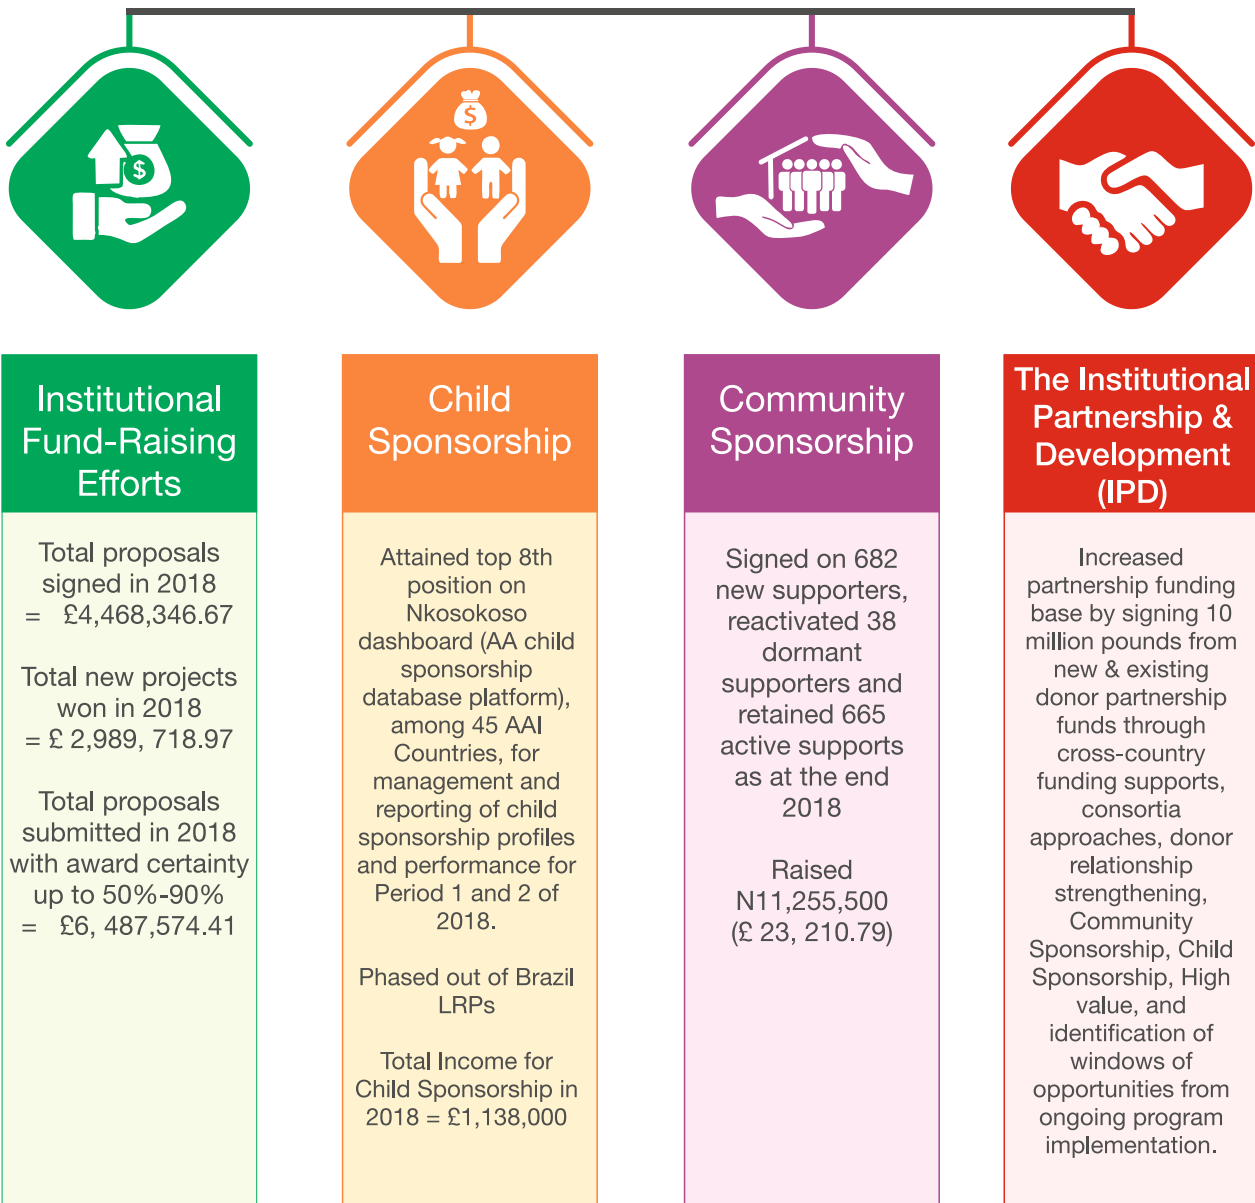 $
$
Institutional
Fund-Raising
Efforts
Total proposals
signed in 2018
= £4,468,346.67
Total new projects
won in 2018
= £ 2,989, 718.97
Total proposals
submitted in 2018
with award certainty
up to 50%-90%
= £6, 487,574.41
Child
Sponsorship
Attained top 8th
position on
Nkosokoso
dashboard (AA child
sponsorship
database platform),
among 45 AAI
Countries, for
management and
reporting of child
sponsorship profiles
and performance for
Period 1 and 2 of
2018.
Phased out of Brazil
LRPs
Total Income for
Child Sponsorship in
2018 = £1,138,000
Community
Sponsorship
Signed on 682
new supporters,
reactivated 38
dormant
supporters and
retained 665
active supports
as at the end
2018
Raised
N11,255,500
(£ 23, 210.79)
The Institutional
Partnership &
Development
(IPD)
Increased
partnership funding
base by signing 10
million pounds from
new & existing
donor partnership
funds through
cross-country
funding supports,
consortia
approaches, donor
relationship
strengthening,
Community
Sponsorship, Child
Sponsorship, High
value, and
identification of
windows of
opportunities from
ongoing program
implementation.